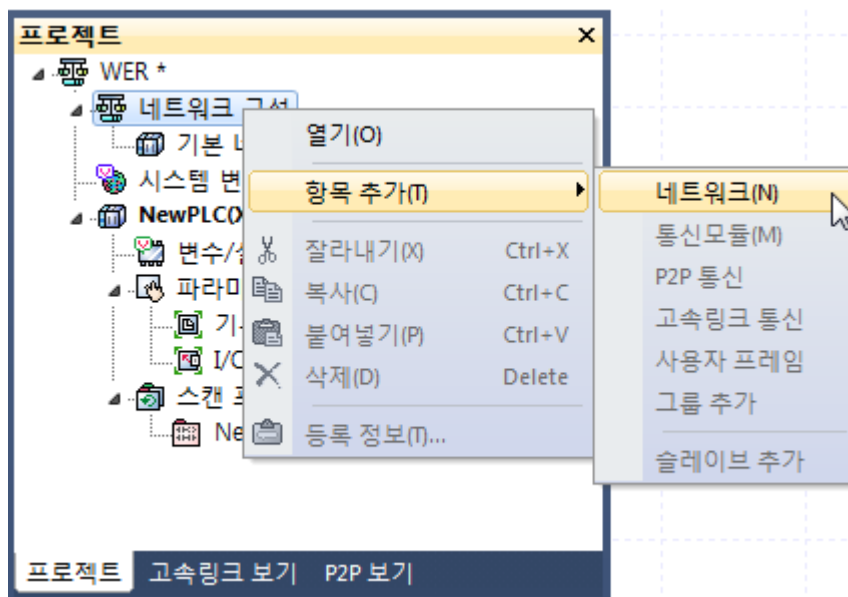 프로젝트
WER *
네트워크 구성
기본
시스템
NewPLC(X
변수/
파라미
I/O
스캔
열기(O)
항목 추가(T)
잘라내기(X) Ctrl+X
복사(C) Ctrl+C
붙여넣기(P) Ctrl+V
삭제(D) Delete
등록 정보(T)...
네트워크(N)
통신모듈(M)
P2P 통신
고속링크 통신
사용자 프레임
그룹 추가
슬레이브 추가
프로젝트 고속링크 보기 P2P 보기